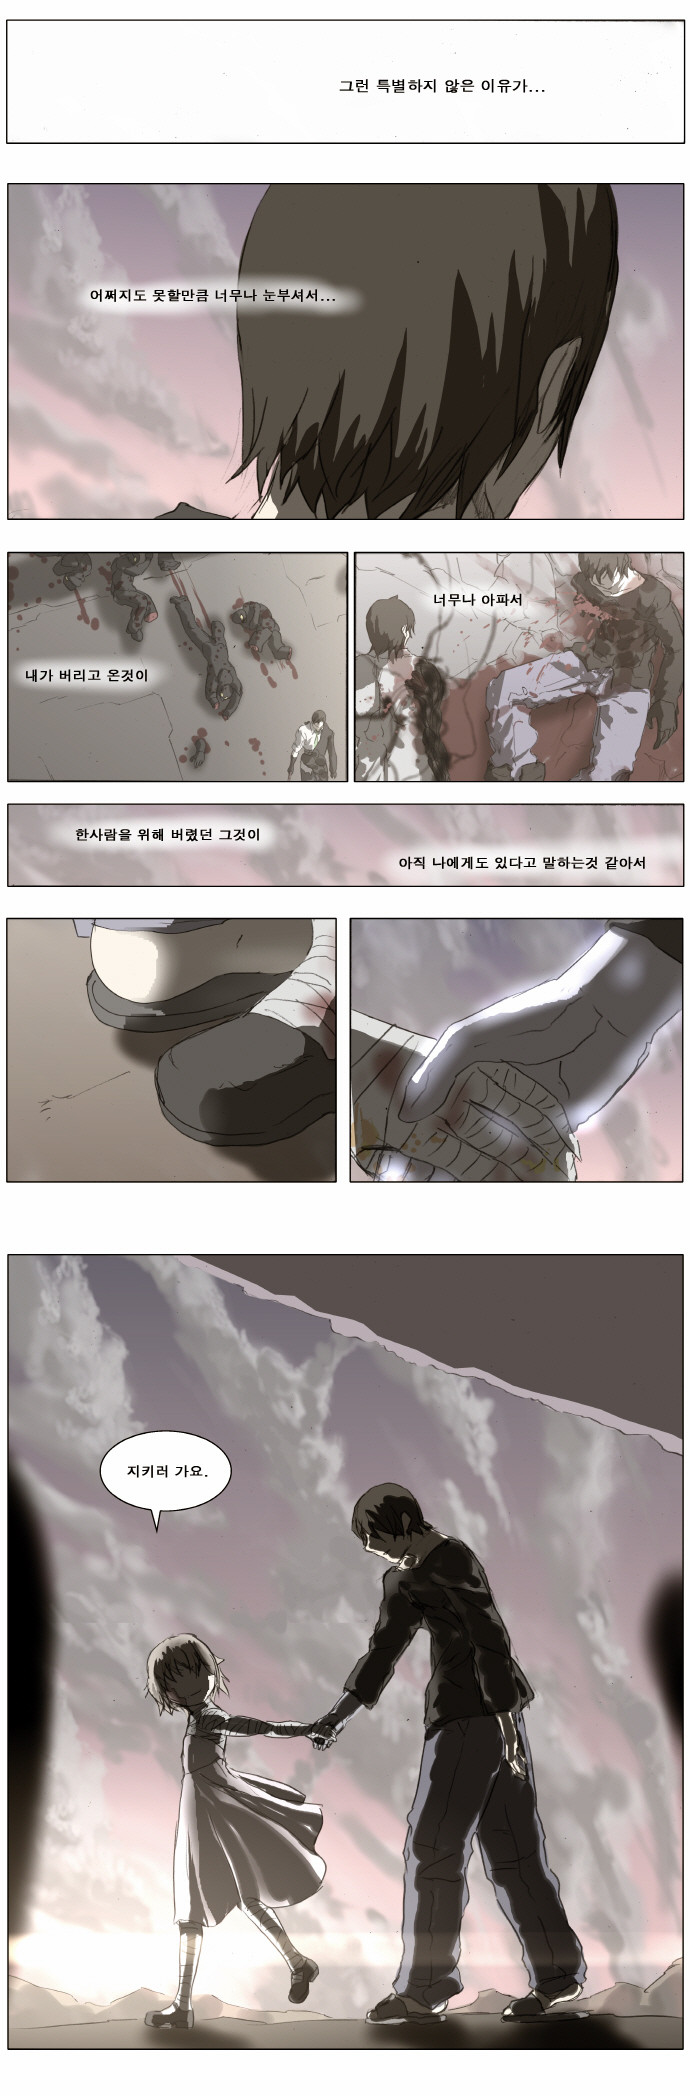 그런 특별하지 않은 이유가...
어쩌지도 못할만큼 너무나 눈부셔서...
내가 버리고 온것이
너무나 아파서
한사람을 위해 버렸던 그것이
아직 나에게도 있다고 말하는것 같아서
지키러 가요.